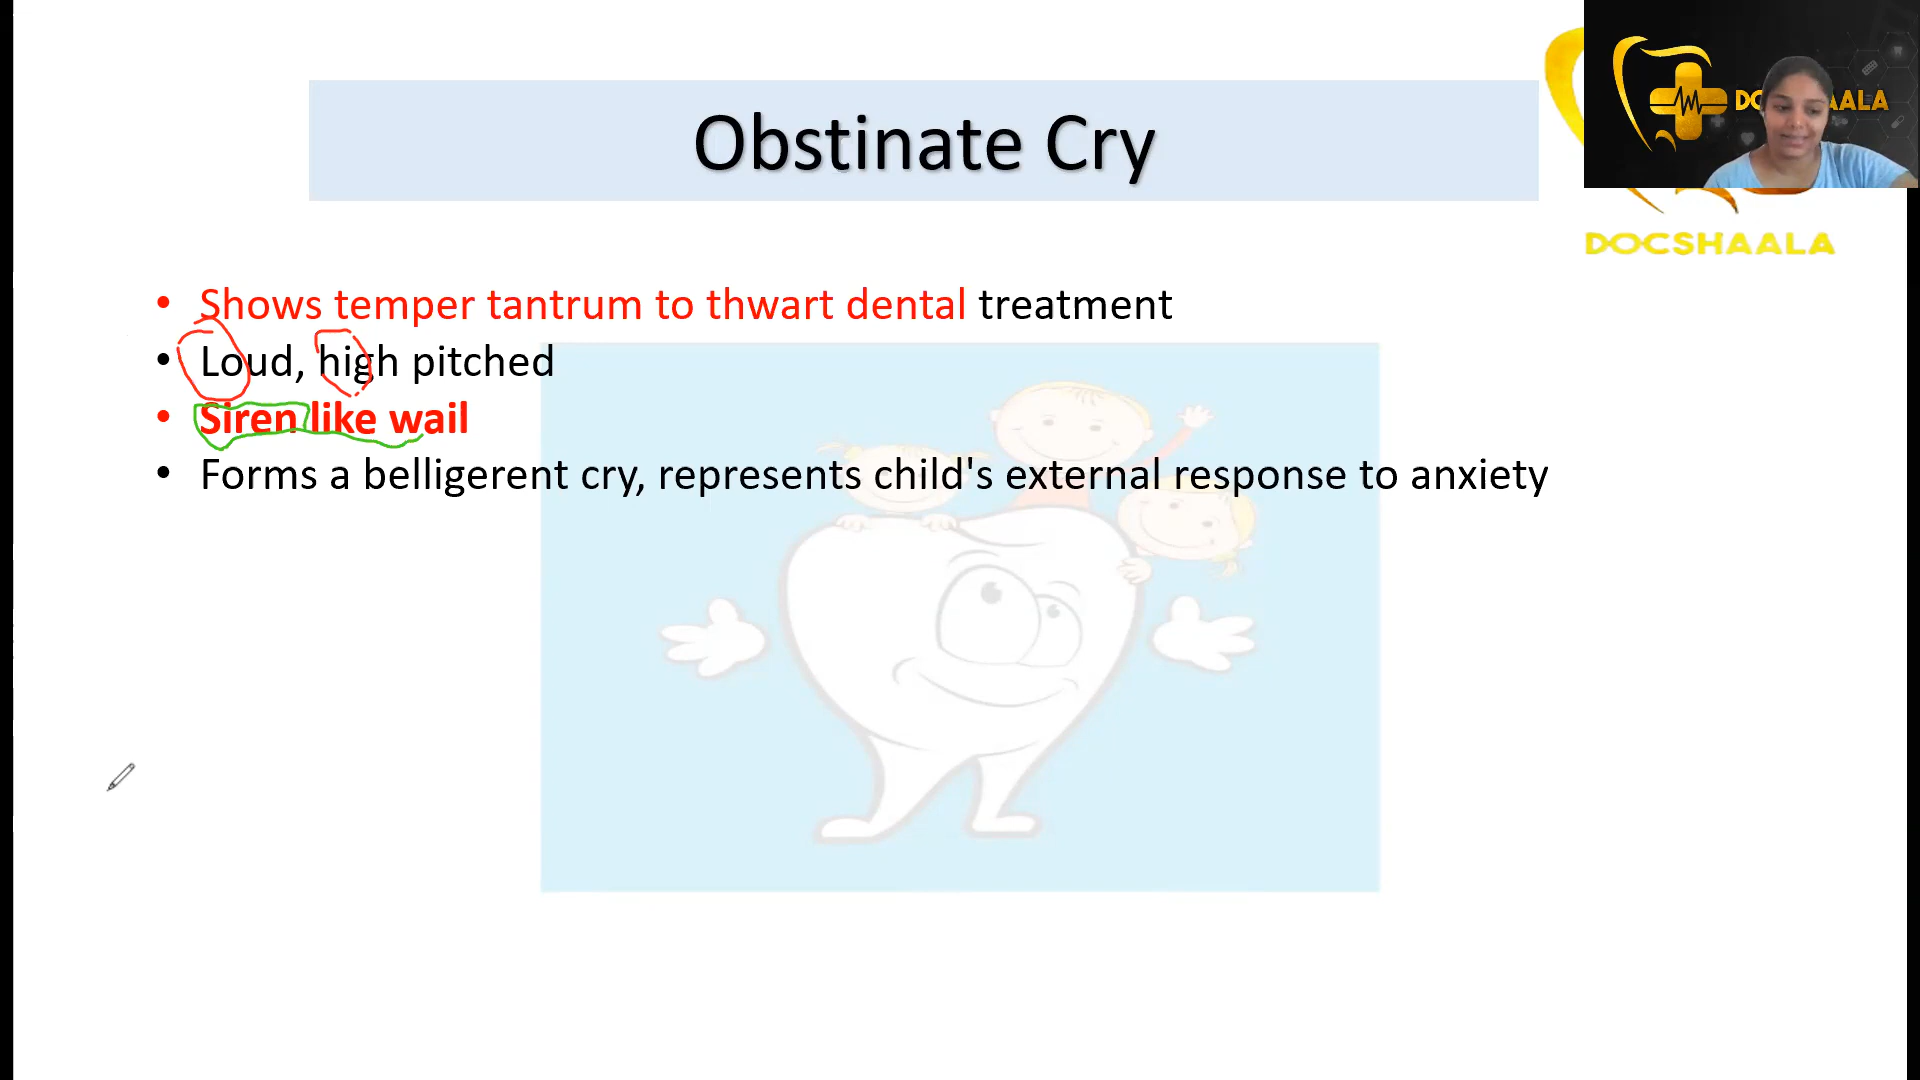 Obstinate Cry
DOCSHAALA
• Shows temper tantrum to thwart dental treatment
• Loud, high pitched
• Siren like wail
• Forms a belligerent cry, represents child's external response to anxiety